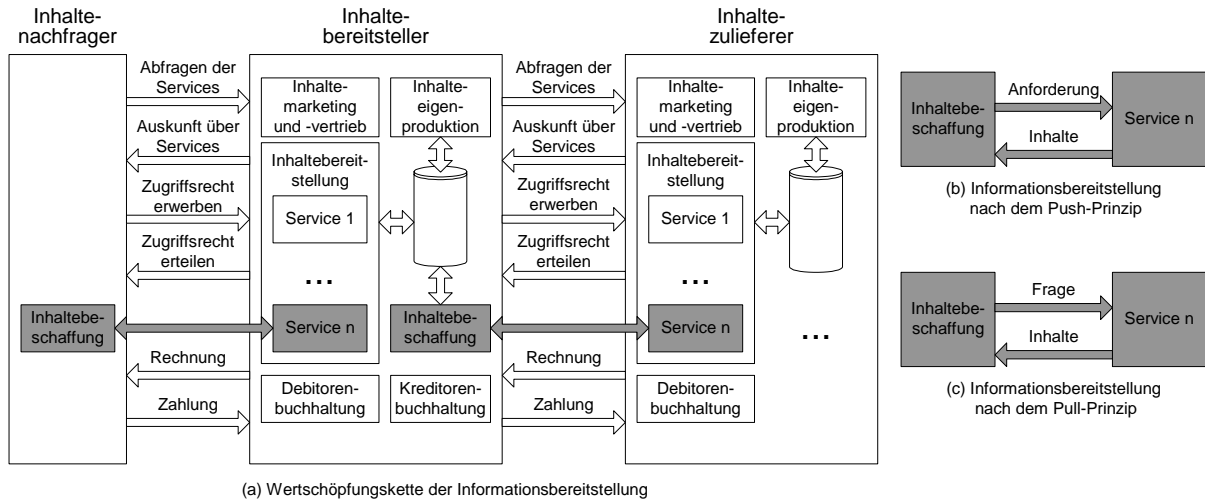 Inhalte-
nachfrager
Inhalte-
bereitsteller
Inhalte-
zulieferer
Abfragen der
Services
Auskunft über
Services
Zugriffsrecht
erwerben
Zugriffsrecht
erteilen
Inhaltebe-
schaffung
Rechnung
Zahlung
Inhalte-
marketing
und -vertrieb
Inhalte-
eigen-
produktion
Inhaltebereit-
stellung
Service 1
...
Service n
Inhaltebe-
schaffung
Debitoren-
buchhaltung
Kreditoren-
buchhaltung
Abfragen der
Services
Auskunft über
Services
Zugriffsrecht
erwerben
Zugriffsrecht
erteilen
Rechnung
Zahlung
Inhalte-
marketing
und -vertrieb
Inhalte-
eigen-
produktion
Inhaltebereit-
stellung
Service 1
...
Service n
...
Debitoren-
buchhaltung
(a) Wertschöpfungskette der Informationsbereitstellung
Inhaltebe-
schaffung
Anforderung
Inhalte
Service n
(b) Informationsbereitstellung
nach dem Push-Prinzip
Inhaltebe-
schaffung
Frage
Inhalte
Service n
(c) Informationsbereitstellung
nach dem Pull-Prinzip